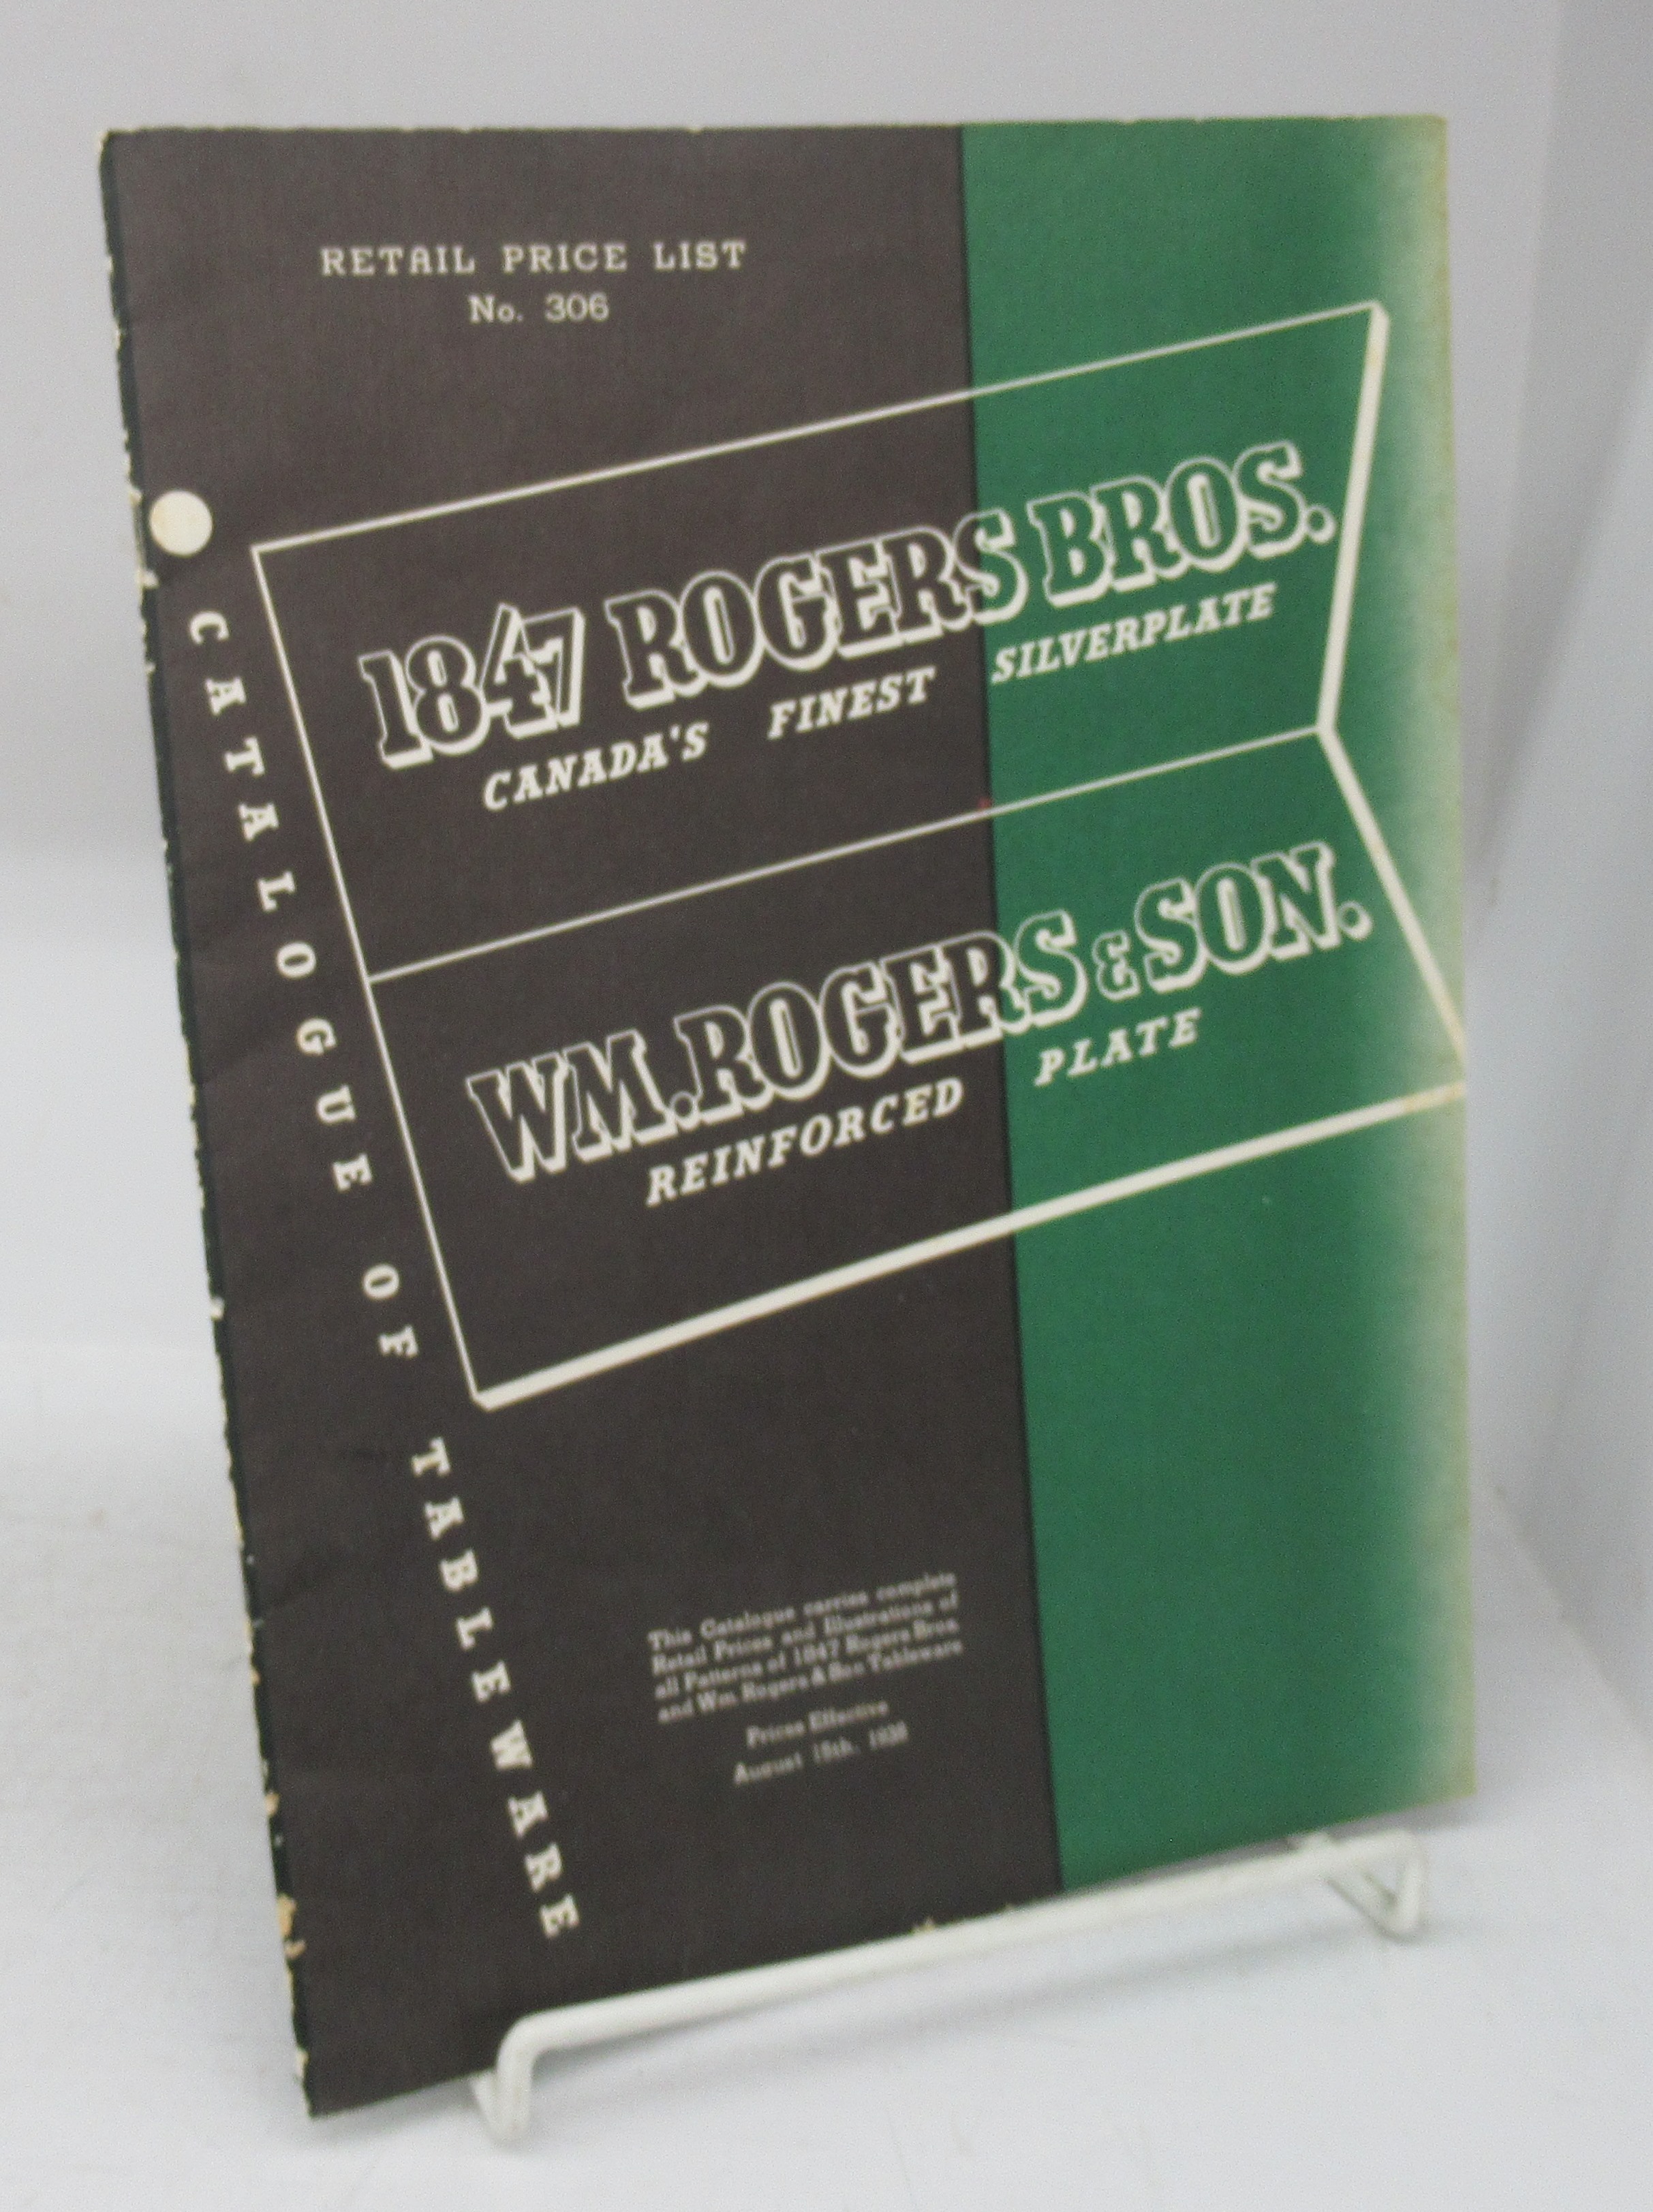 RETAIL PRICE LIST
No. 306
1847 ROGERS BROS.
CANADA'S FINEST SILVERPLATE
WM. ROGERS & SON.
REINFORCED PLATE
CATALOGUE OF TABLEWARE
This Catalogue carries complete
Retail Prices and Illustrations of
all Patterns of 1847 Rogers Bros.
and Wm Rogers & Son Tableware
Prices Effective
August 1936